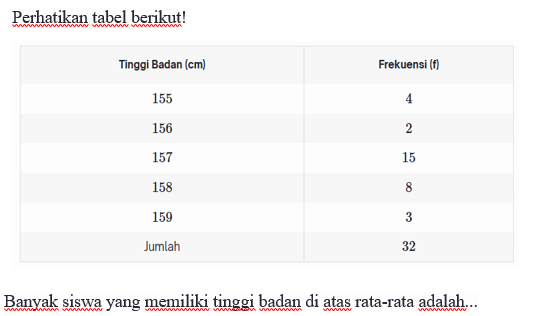 Perhatikan tabel berikut!
Tinggi Badan (cm) Frekuensi (f)
155 4
156 2
157 15
158 8
159 3
Jumlah 32
Banyak siswa yang memiliki tinggi badan di atas rata-rata adalah...